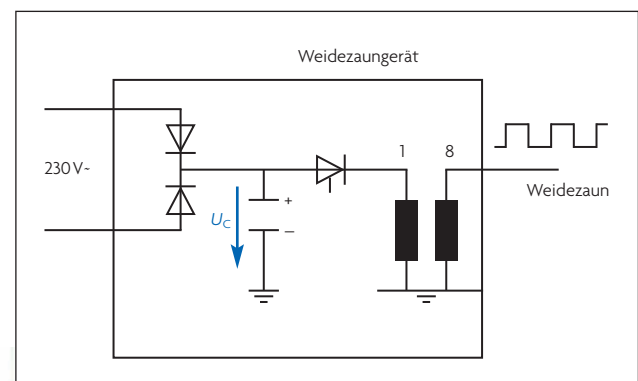 Weidezaungerät
1 8
230 V~
Weidezaun
+
U_C
–